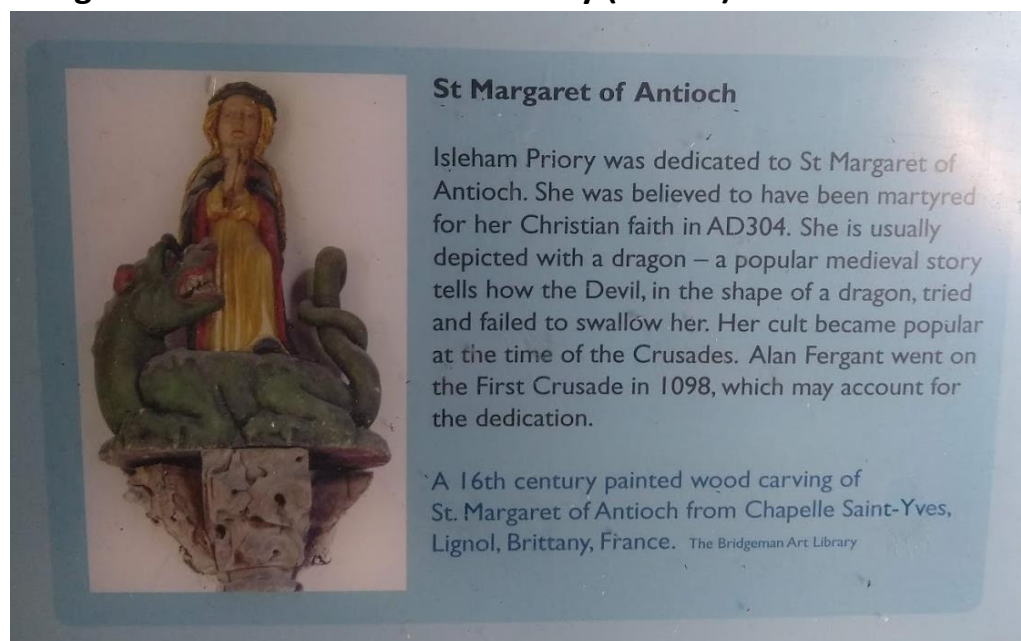 St Margaret of Antioch
Isleham Priory was dedicated to St Margaret of
Antioch. She was believed to have been martyred
for her Christian faith in AD304. She is usually
depicted with a dragon – a popular medieval story
tells how the Devil, in the shape of a dragon, tried
and failed to swallow her. Her cult became popular
at the time of the Crusades. Alan Fergant went on
the First Crusade in 1098, which may account for
the dedication.
A 16th century painted wood carving of
St. Margaret of Antioch from Chapelle Saint-Yves,
Lignol, Brittany, France. The Bridgeman Art Library